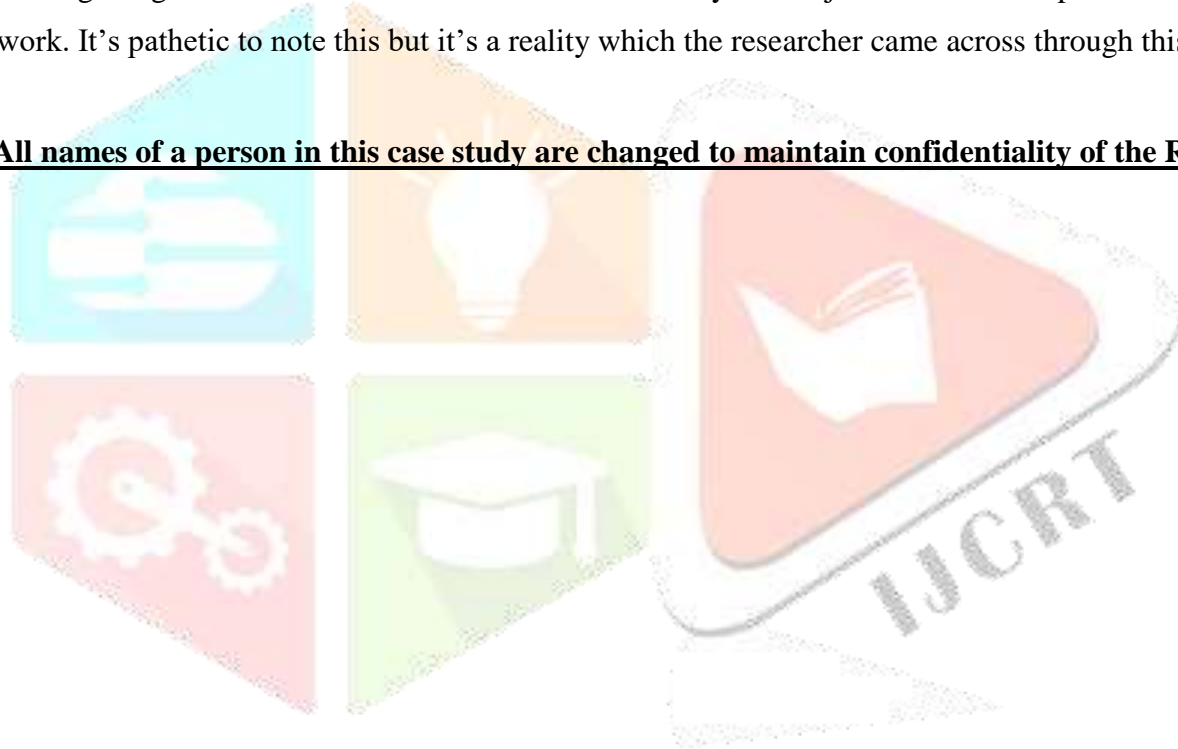 work. It’s pathetic to note this but it’s a reality which the researcher came across through this
All names of a person in this case study are changed to maintain confidentiality of the R
IJCRT